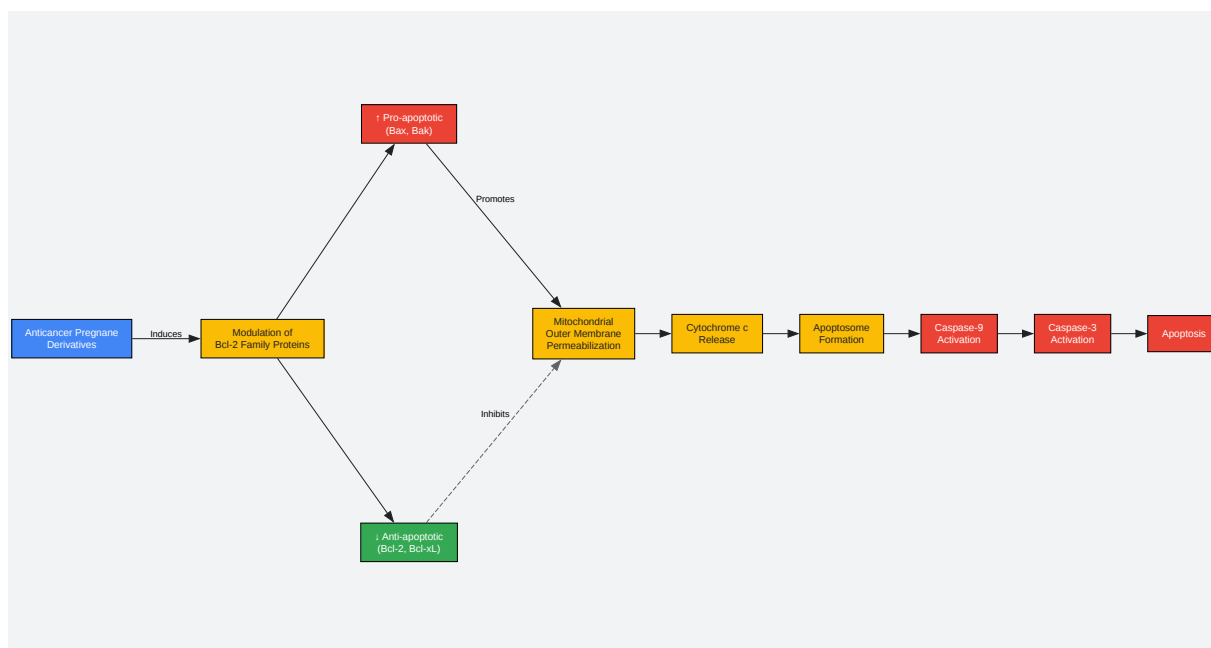 Anticancer Pregnane
Derivatives
Induces
Modulation of
Bcl-2 Family Proteins
↑ Pro-apoptotic
(Bax, Bak)
Promotes
↓ Anti-apoptotic
(Bcl-2, Bcl-xL)
Inhibits
Mitochondrial
Outer Membrane
Permeabilization
Cytochrome c
Release
Apoptosome
Formation
Caspase-9
Activation
Caspase-3
Activation
Apoptosis